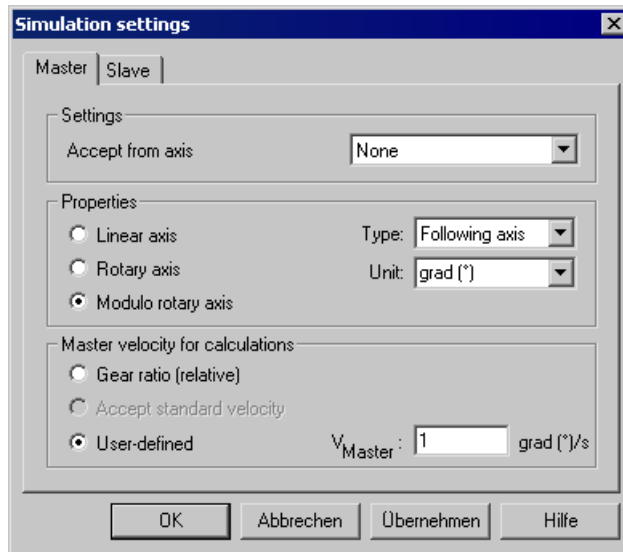 Simulation settings
Master Slave
Settings
Accept from axis None
Properties
Linear axis Type: Following axis
Rotary axis Unit: grad (°)
Modulo rotary axis
Master velocity for calculations
Gear ratio (relative)
Accept standard velocity
User-defined VMaster: 1 grad (°)/s
OK Abbrechen Übernehmen Hilfe